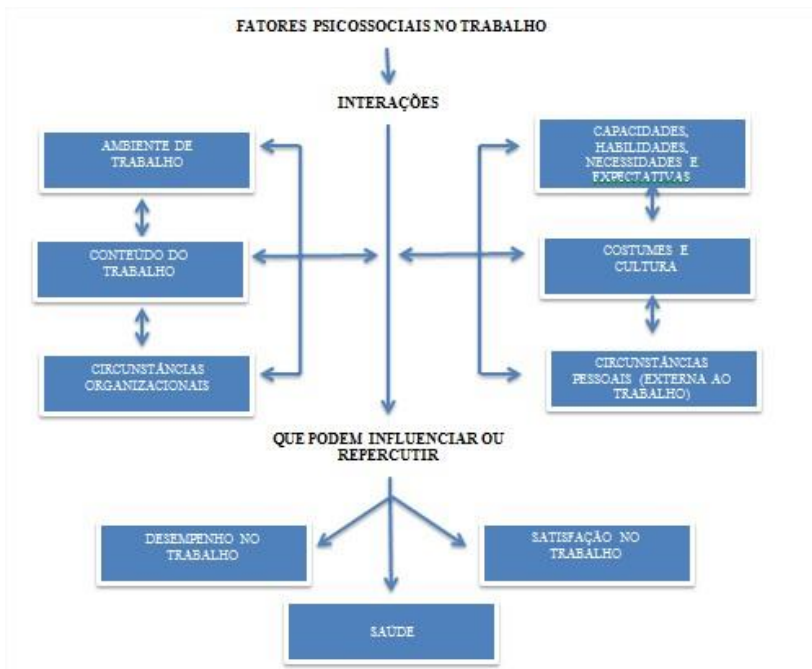 FATORES PSICOSSOCIAIS NO TRABALHO
INTERAÇÕES
AMBIENTE DE
TRABALHO
CONTEÚDO DO
TRABALHO
CIRCUNSTÂNCIAS
ORGANIZACIONAIS
CAPACIDADES,
HABILIDADES,
NECESSIDADES E
EXPECTATIVAS
COSTUMES E
CULTURA
CIRCUNSTÂNCIAS
PESSOAIS (EXTERNA AO
TRABALHO)
QUE PODEM INFLUENCIAR OU
REPERCUTIR
DESEMPENHO NO
TRABALHO
SATISFAÇÃO NO
TRABALHO
SAÚDE